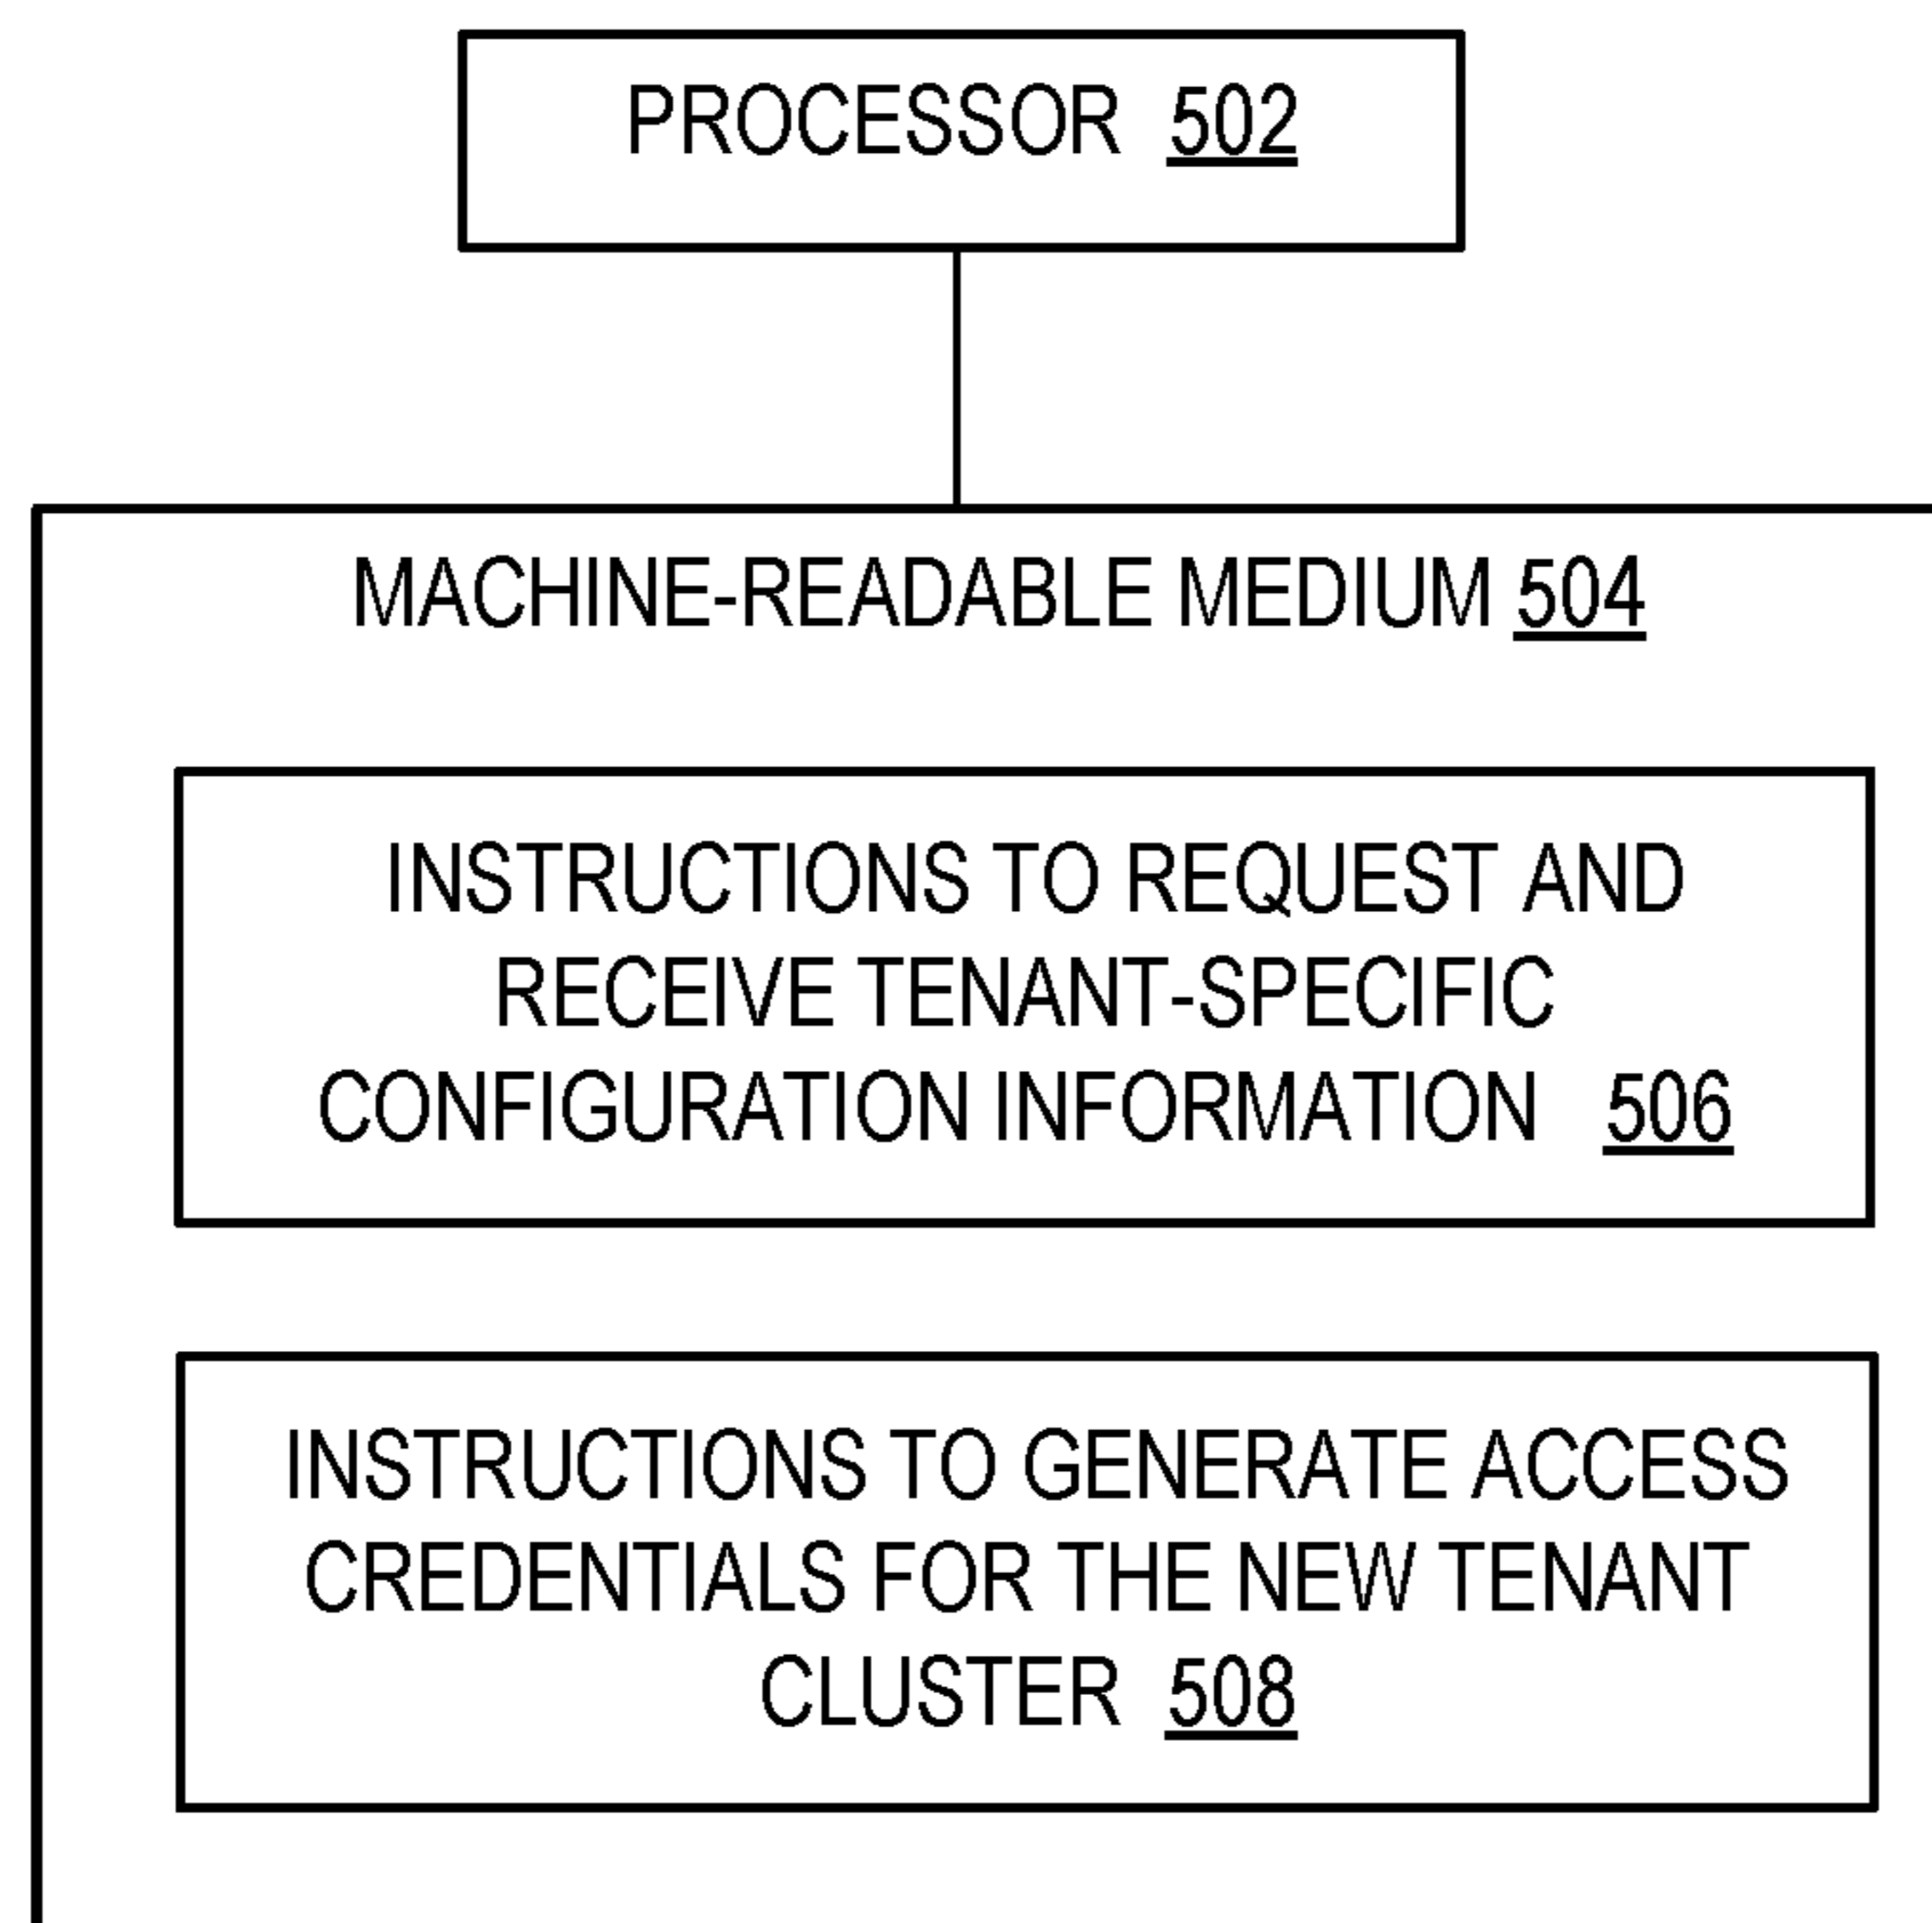 PROCESSOR 502
MACHINE-READABLE MEDIUM 504
INSTRUCTIONS TO REQUEST AND
RECEIVE TENANT-SPECIFIC
CONFIGURATION INFORMATION 506
INSTRUCTIONS TO GENERATE ACCESS
CREDENTIALS FOR THE NEW TENANT
CLUSTER 508